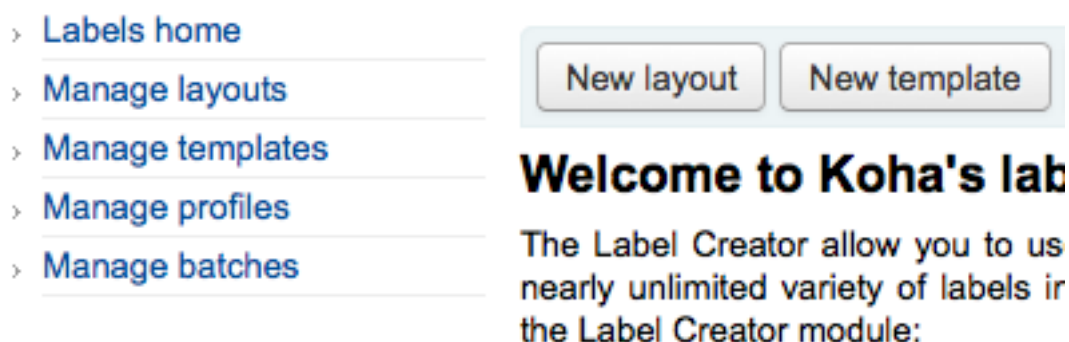 Labels home
Manage layouts
Manage templates
Manage profiles
Manage batches
New layout
New template
Welcome to Koha's lab
The Label Creator allow you to us
nearly unlimited variety of labels in
the Label Creator module: